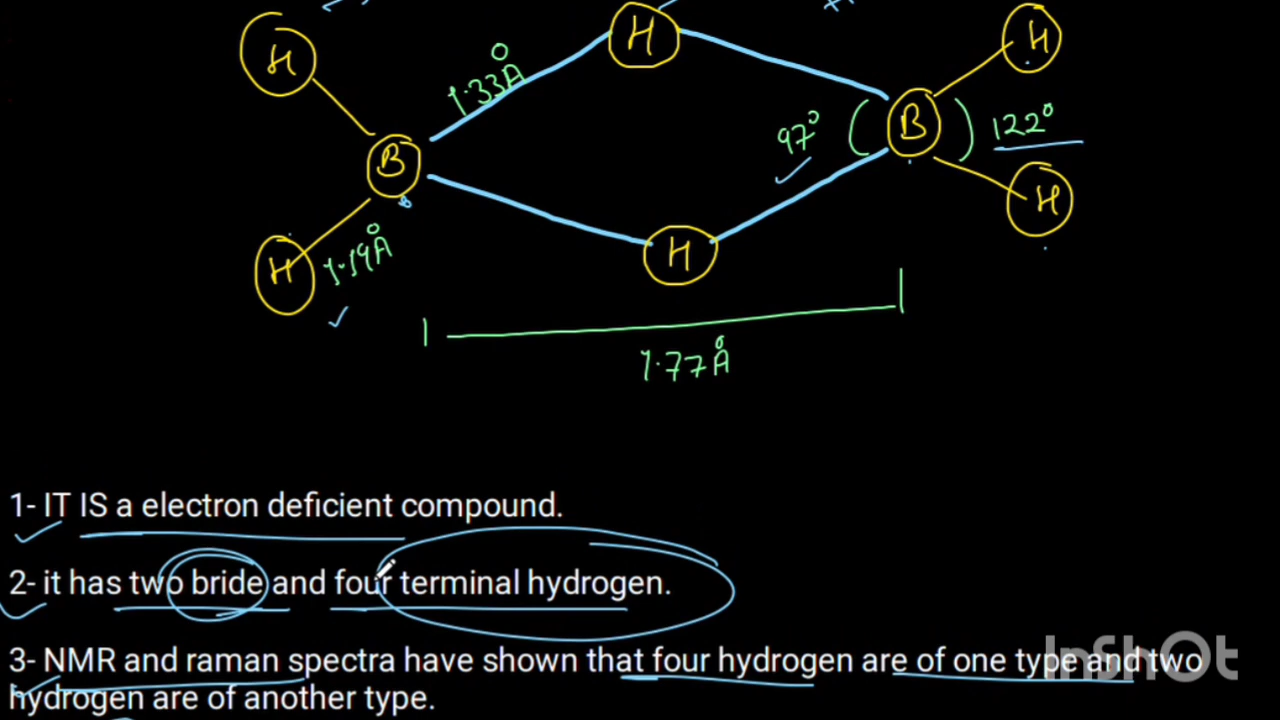 H
H
H
1.33Å
97°
B
122°
B
H
H
1.19Å
H
1.77Å
1- IT IS a electron deficient compound.
2- it has two bride and four terminal hydrogen.
3- NMR and raman spectra have shown that four hydrogen are of one type and two
hydrogen are of another type.
InShOt